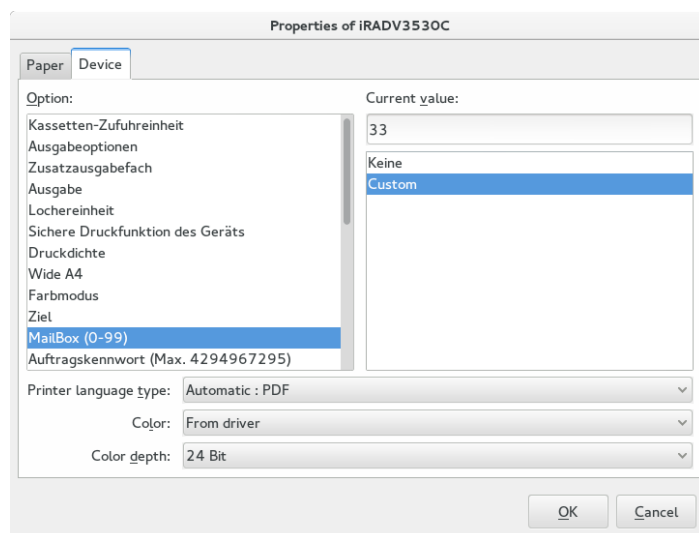 Properties of iRADV3530C
Paper
Device
Option:
Kassetten-Zufuhreinheit
Ausgabeoptionen
Zusatzausgabefach
Ausgabe
Lochereinheit
Sichere Druckfunktion des Geräts
Druckdichte
Wide A4
Farbmodus
Ziel
MailBox (0-99)
Auftragskennwort (Max. 4294967295)
Current value:
33
Keine
Custom
Printer language type: Automatic : PDF
Color: From driver
Color depth: 24 Bit
OK
Cancel